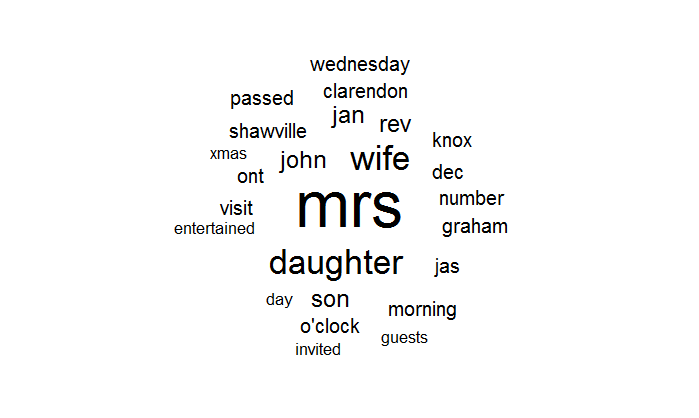 wednesday
passed clarendon
jan rev
shawville knox
xmas john wife
ont dec
mrs number
visit graham
entertained
daughter jas
day son morning
o'clock guests
invited